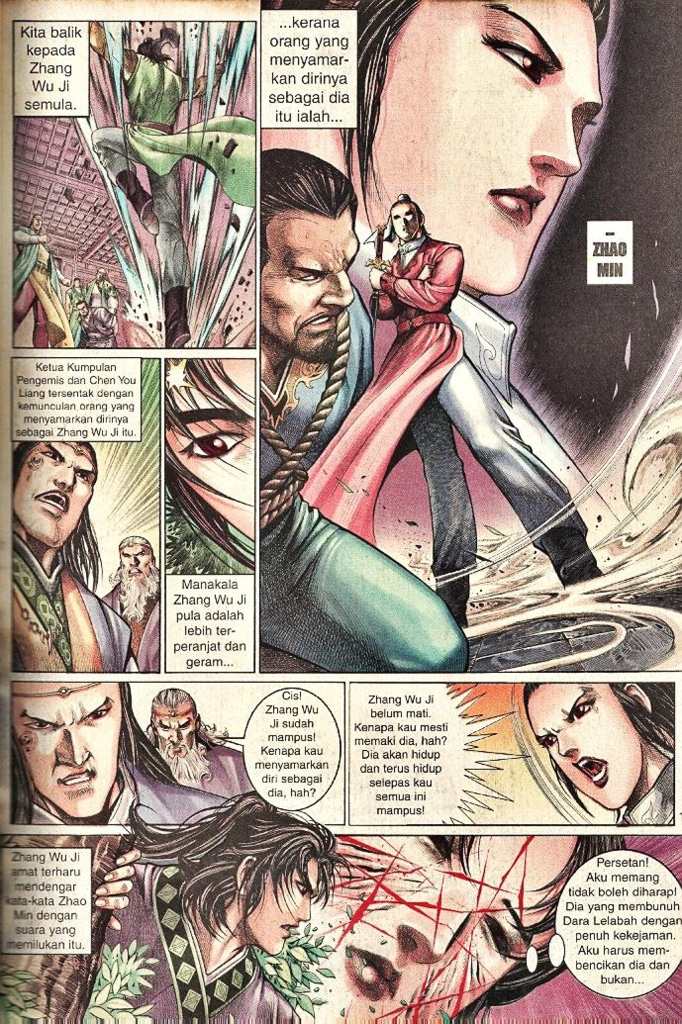 Kita balik
kepada
Zhang
Wu Ji
semula.
...kerana
orang yang
menyamar-
kan dirinya
sebagai dia
itu ialah...
-
ZHAO
MIN
Ketua Kumpulan
Pengemis dan Chen You
Liang tersentak dengan
kemunculan orang yang
menyamarkan dirinya
sebagai Zhang Wu Ji itu.
Manakala
Zhang Wu Ji
pula adalah
lebih ter-
peranjat dan
geram...
Cis!
Zhang Wu
Ji sudah
mampus!
Kenapa kau
menyamarkan
diri sebagai
dia, hah?
Zhang Wu Ji
belum mati.
Kenapa kau mesti
memaki dia, hah?
Dia akan hidup
dan terus hidup
selepas kau
semua ini
mampus!
Zhang Wu Ji
amat terharu
mendengar
kata-kata Zhao
Min dengan
suara yang
memilukan itu.
Persetan!
Aku memang
tidak boleh diharap!
Dia yang membunuh
Dara Lelabah dengan
penuh kekejaman.
Aku harus mem-
bencikan dia dan
bukan...